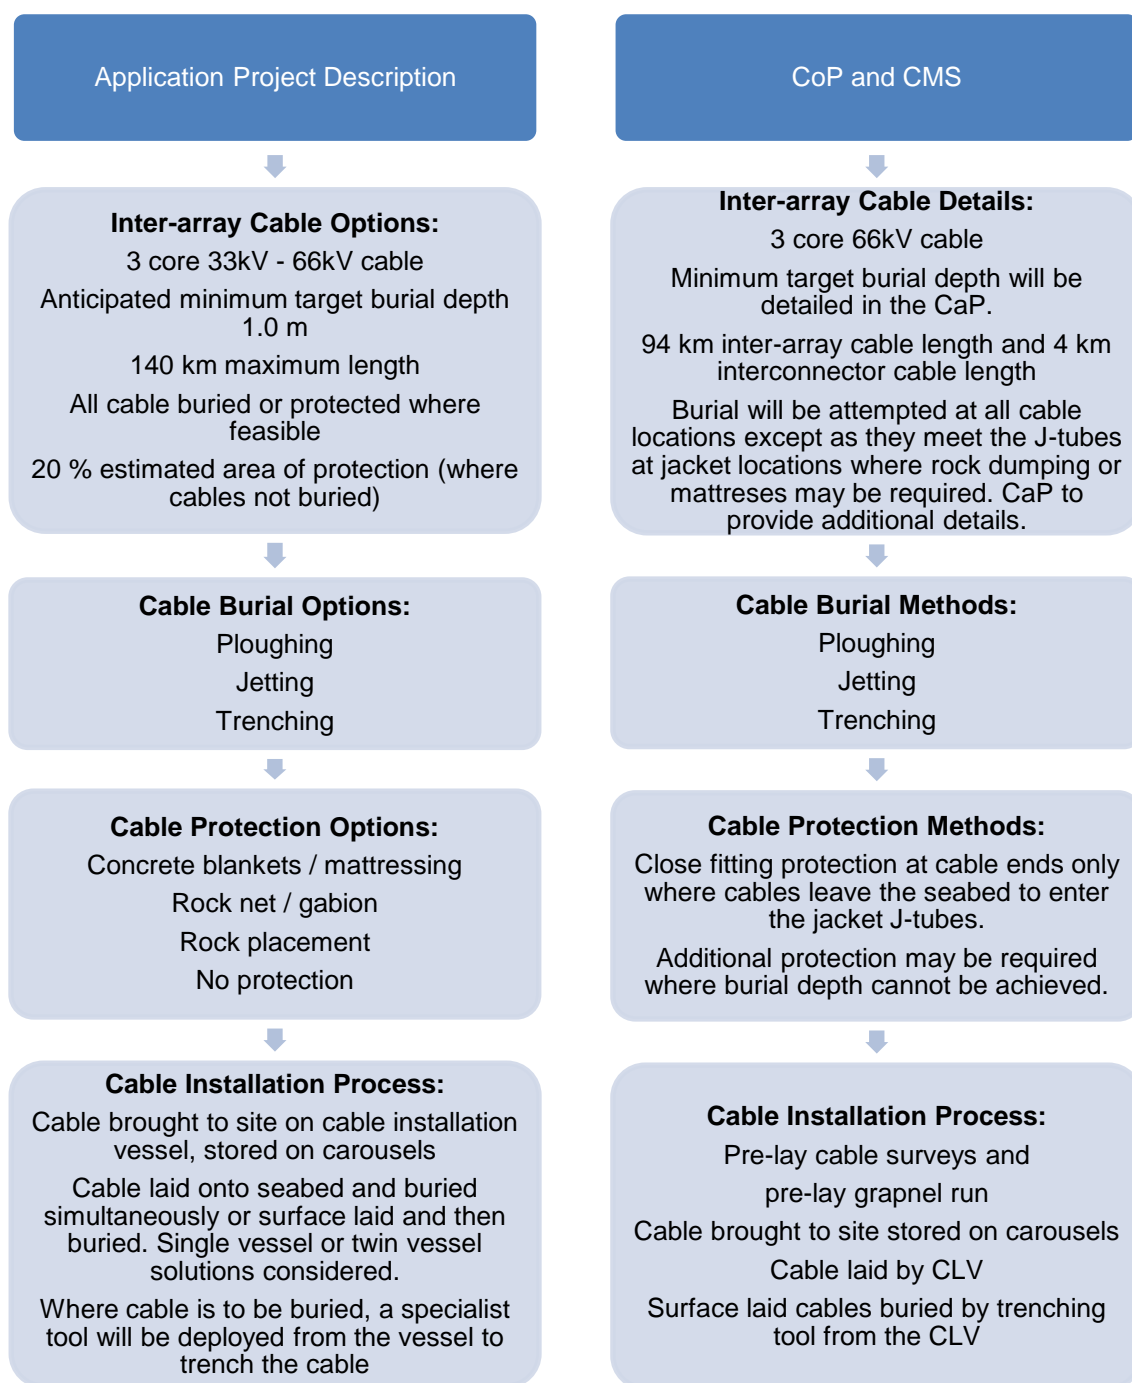 Application Project Description
Inter-array Cable Options:
3 core 33kV - 66kV cable
Anticipated minimum target burial depth
1.0 m
140 km maximum length
All cable buried or protected where
feasible
20 % estimated area of protection (where
cables not buried)
Cable Burial Options:
Ploughing
Jetting
Trenching
Cable Protection Options:
Concrete blankets / mattressing
Rock net / gabion
Rock placement
No protection
Cable Installation Process:
Cable brought to site on cable installation
vessel, stored on carousels
Cable laid onto seabed and buried
simultaneously or surface laid and then
buried. Single vessel or twin vessel
solutions considered.
Where cable is to be buried, a specialist
tool will be deployed from the vessel to
trench the cable
CoP and CMS
Inter-array Cable Details:
3 core 66kV cable
Minimum target burial depth will be
detailed in the CaP.
94 km inter-array cable length and 4 km
interconnector cable length
Burial will be attempted at all cable
locations except as they meet the J-tubes
at jacket locations where rock dumping or
mattreses may be required. CaP to
provide additional details.
Cable Burial Methods:
Ploughing
Jetting
Trenching
Cable Protection Methods:
Close fitting protection at cable ends only
where cables leave the seabed to enter
the jacket J-tubes.
Additional protection may be required
where burial depth cannot be achieved.
Cable Installation Process:
Pre-lay cable surveys and
pre-lay grapnel run
Cable brought to site stored on carousels
Cable laid by CLV
Surface laid cables buried by trenching
tool from the CLV